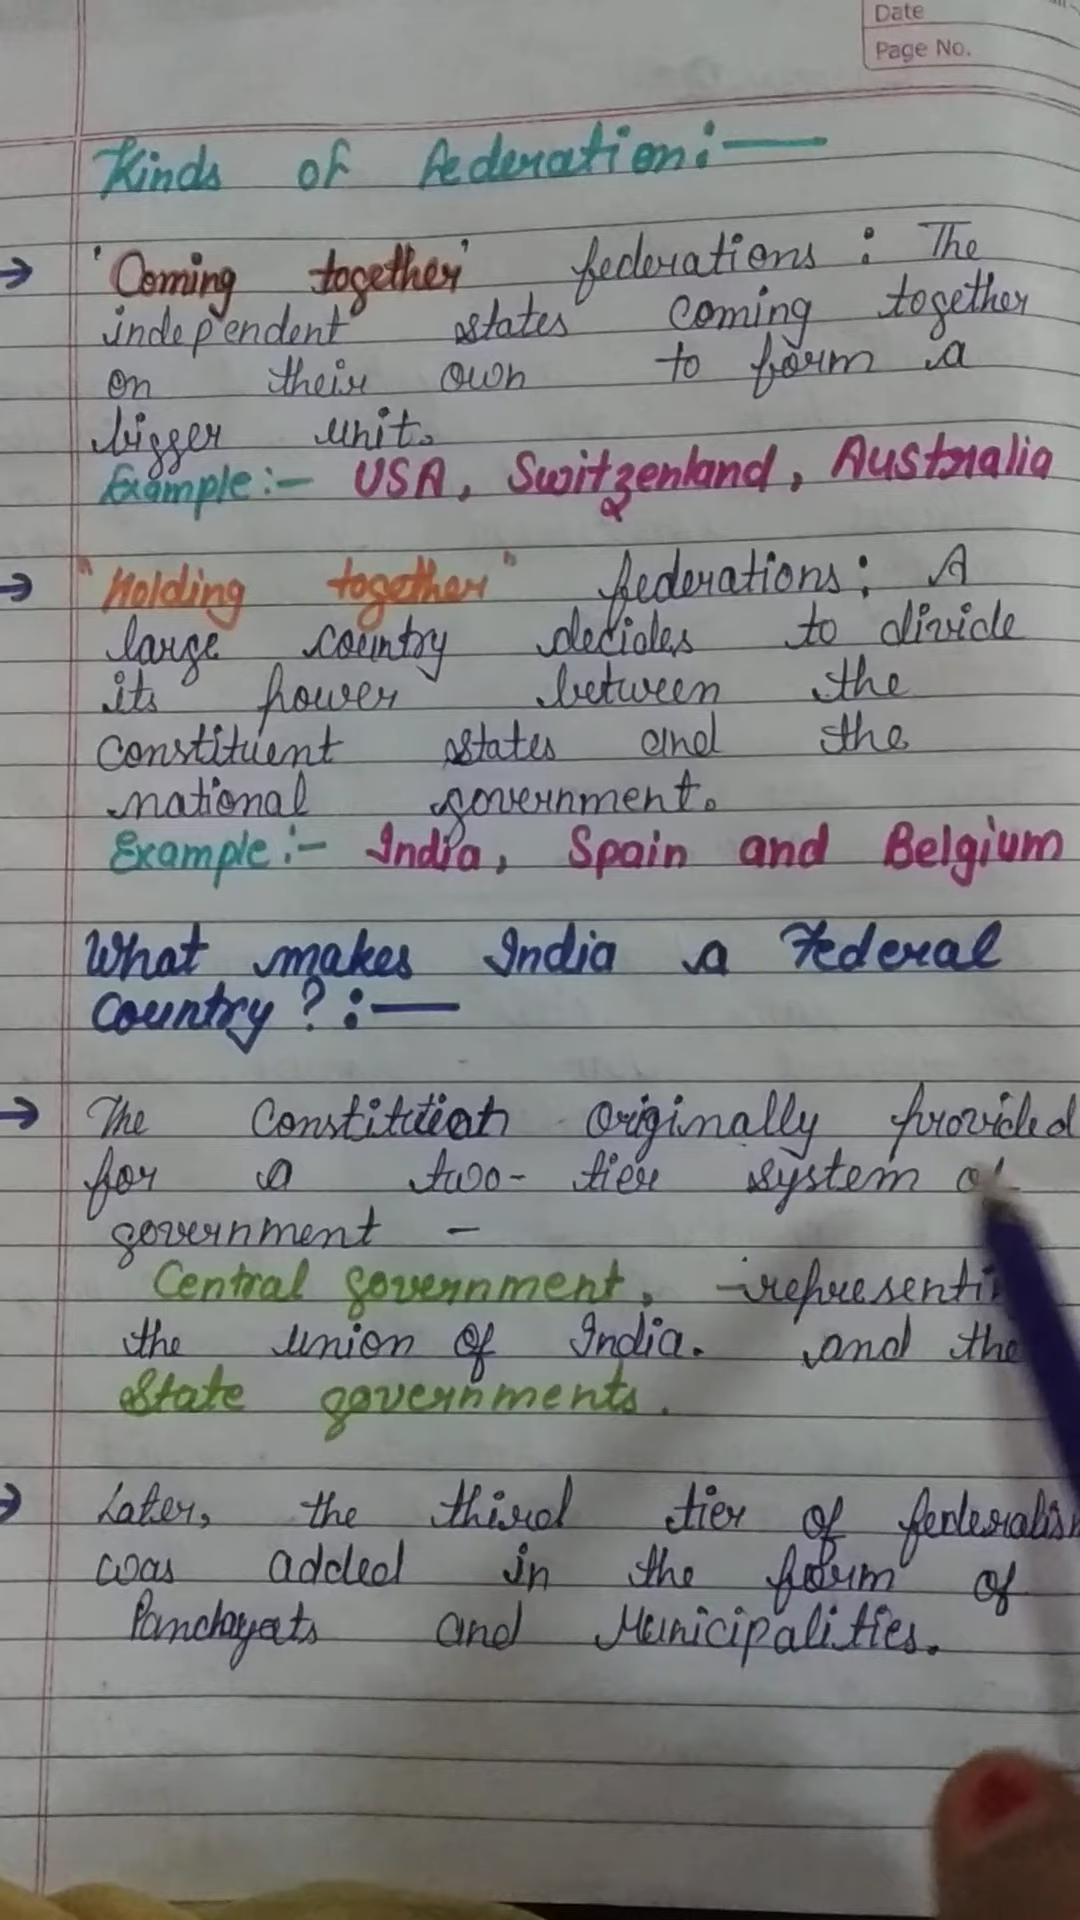 Date
Page No.
Kinds of federation:—
→ 'Coming together' federations : The
independent states coming together
on their own to form a
bigger unit.
Example:- USA, Switzenland, Australia
→ "Holding together" federations: A
large country decides to divide
its power between the
constituent states and the
national government.
Example:- India, Spain and Belgium
What makes India a Federal
country?:—
→ The Constitution originally provided
for a two-tier system of
government -
Central government, -representi
the union of India. and the
State governments.
→ Later, the third tier of federalis
was added in the form of
Panchayats and Municipalities.